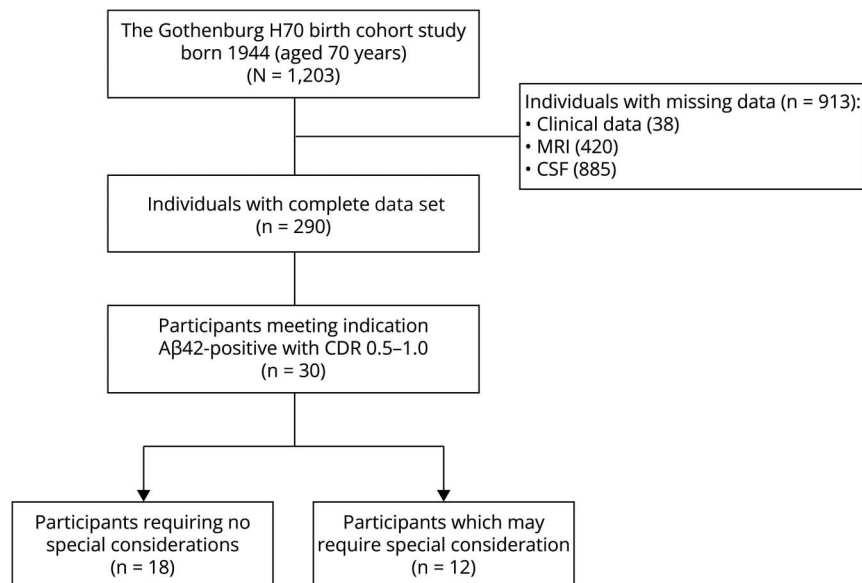 The Gothenburg H70 birth cohort study
born 1944 (aged 70 years)
(N = 1,203)
Individuals with missing data (n = 913):
• Clinical data (38)
• MRI (420)
• CSF (885)
Individuals with complete data set
(n = 290)
Participants meeting indication
Aβ42-positive with CDR 0.5–1.0
(n = 30)
Participants requiring no
special considerations
(n = 18)
Participants which may
require special consideration
(n = 12)